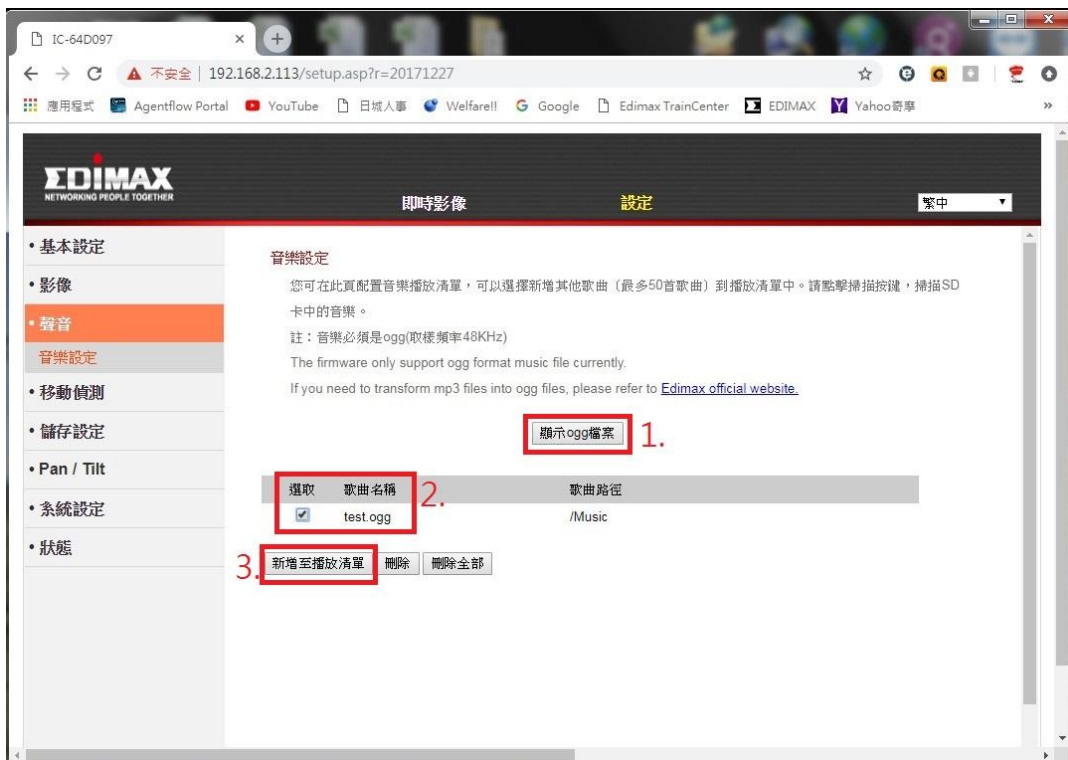 IC-64D097
不安全 | 192.168.2.113/setup.asp?r=20171227
應用程式 Agentflow Portal YouTube 日城人事 Welfare!! Google Edimax TrainCenter EDIMAX Yahoo奇摩 »
EDIMAX
NETWORKING PEOPLE TOGETHER
即時影像 設定 繁中
• 基本設定
• 影像
• 聲音
音樂設定
• 移動偵測
• 儲存設定
• Pan / Tilt
• 系統設定
• 狀態
音樂設定
您可在此頁配置音樂播放清單，可以選擇新增其他歌曲（最多50首歌曲）到播放清單中。請點擊掃描按鍵，掃描SD
卡中的音樂。
註：音樂必須是ogg(取樣頻率48KHz)
The firmware only support ogg format music file currently.
If you need to transform mp3 files into ogg files, please refer to Edimax official website.
顯示ogg檔案 1.
選取 歌曲名稱 2. 歌曲路徑
test.ogg /Music
3. 新增至播放清單 刪除 刪除全部